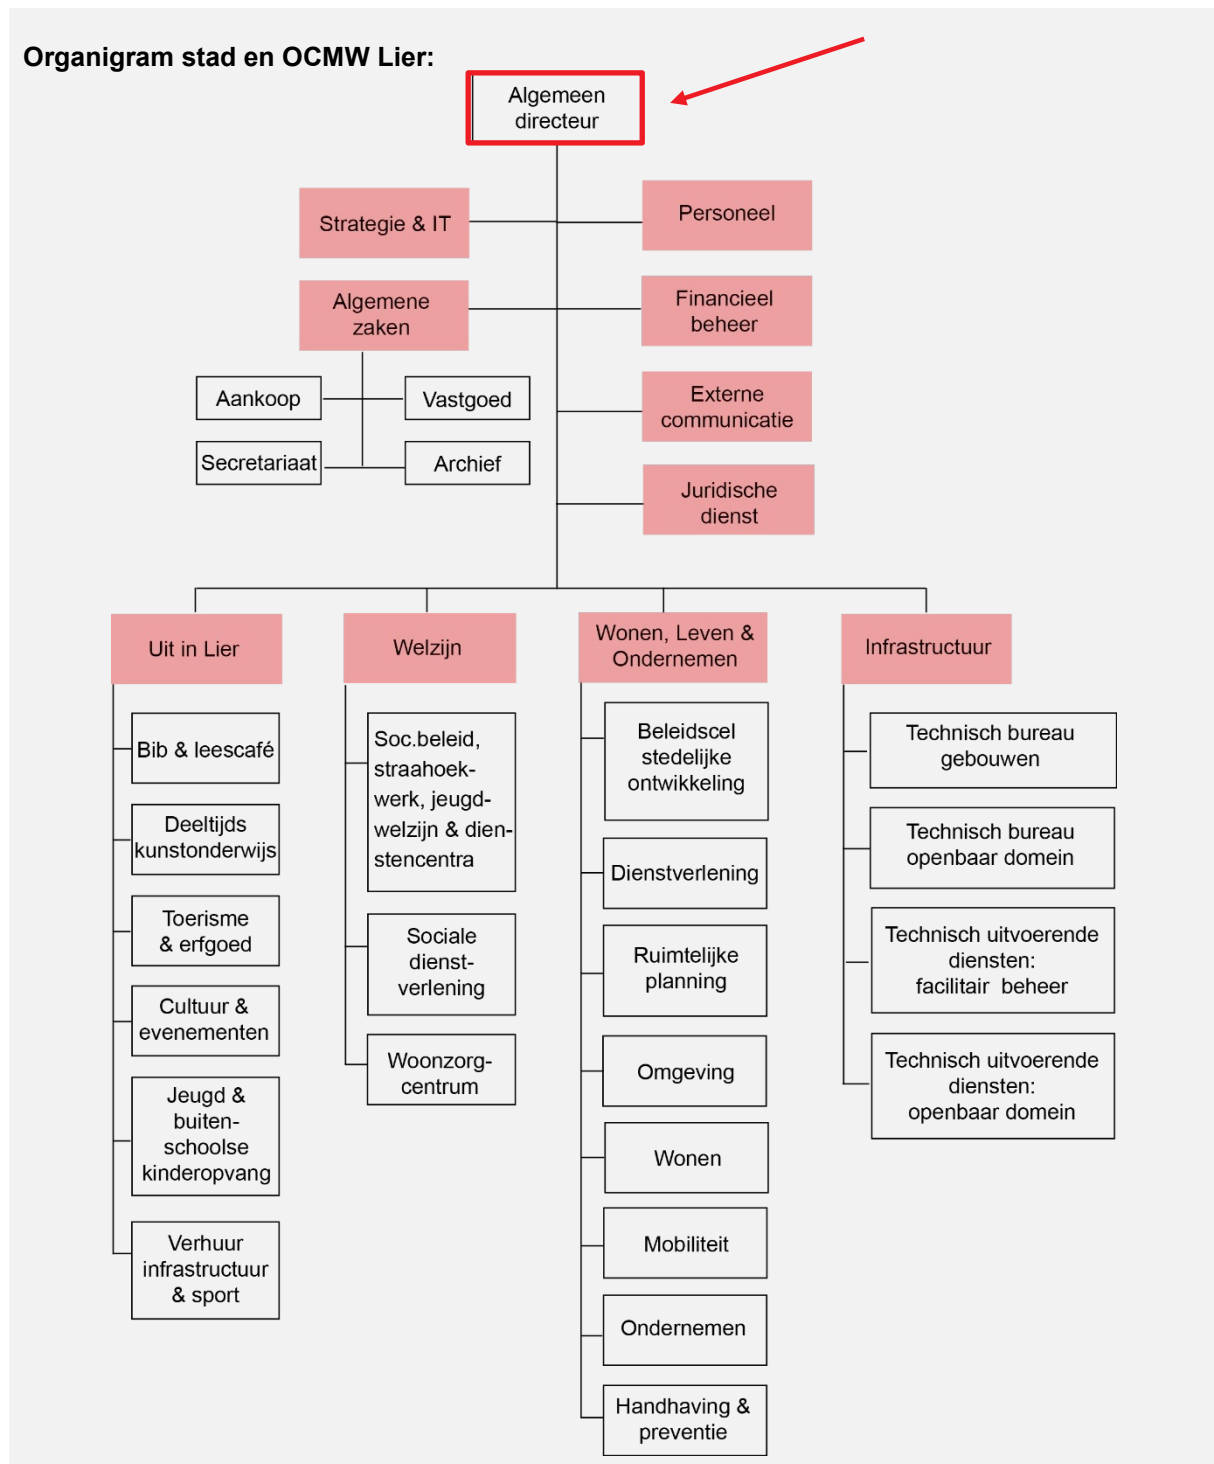 Organigram stad en OCMW Lier:
Algemeen
directeur
Strategie & IT
Personeel
Algemene
zaken
Financieel
beheer
Aankoop
Vastgoed
Secretariaat
Archief
Externe
communicatie
Juridische
dienst
Uit in Lier
Bib & leescafé
Deeltijds
kunstonderwijs
Toerisme
& erfgoed
Cultuur &
evenementen
Jeugd &
buiten-
schoolse
kinderopvang
Verhuur
infrastructuur
& sport
Welzijn
Soc.beleid,
straahoek-
werk, jeugd-
welzijn & dien-
stencentra
Sociale
dienst-
verlening
Woonzorg-
centrum
Wonen, Leven &
Ondernemen
Beleidscel
stedelijke
ontwikkeling
Dienstverlening
Ruimtelijke
planning
Omgeving
Wonen
Mobiliteit
Ondernemen
Handhaving &
preventie
Infrastructuur
Technisch bureau
gebouwen
Technisch bureau
openbaar domein
Technisch uitvoerende
diensten:
facilitair beheer
Technisch uitvoerende
diensten:
openbaar domein